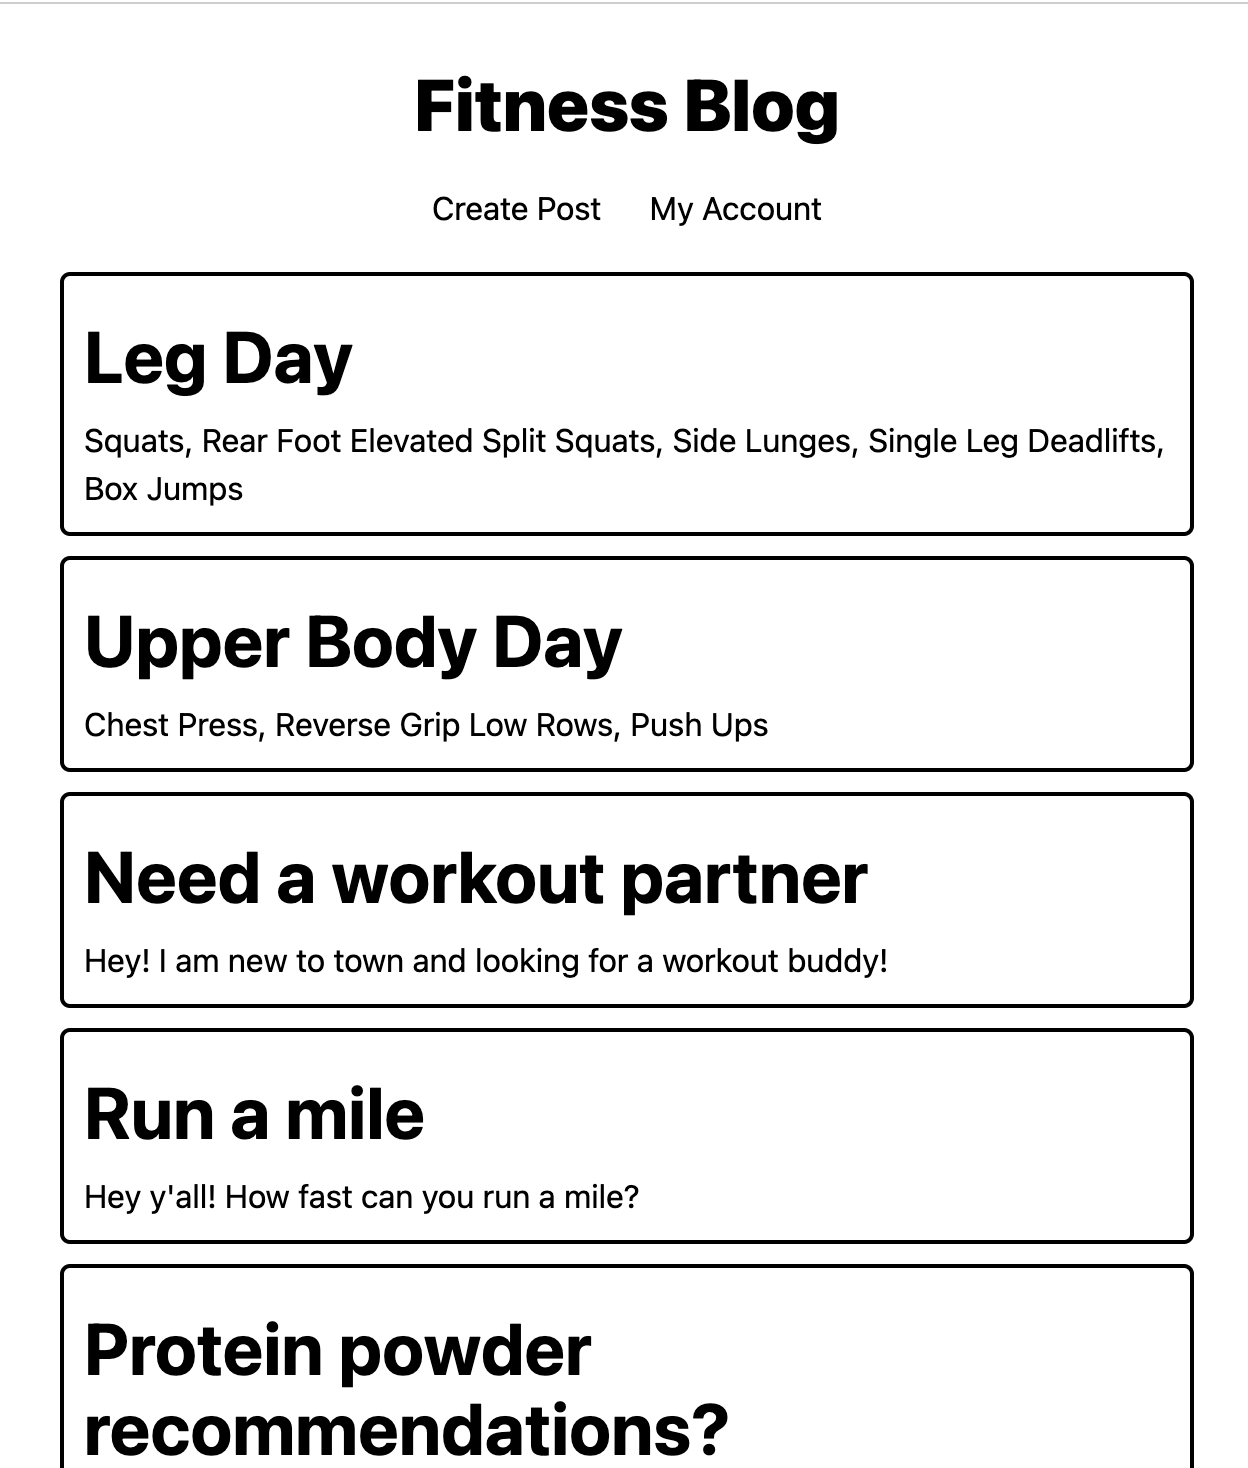 Fitness Blog
Create Post My Account
Leg Day
Squats, Rear Foot Elevated Split Squats, Side Lunges, Single Leg Deadlifts,
Box Jumps
Upper Body Day
Chest Press, Reverse Grip Low Rows, Push Ups
Need a workout partner
Hey! I am new to town and looking for a workout buddy!
Run a mile
Hey y'all! How fast can you run a mile?
Protein powder
recommendations?